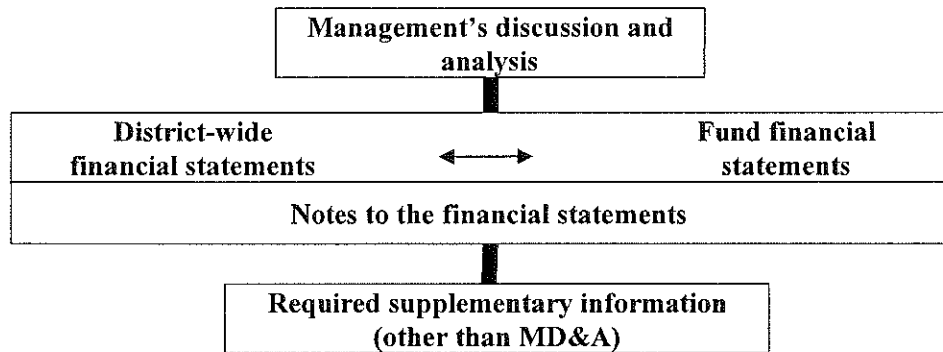 Management's discussion and
analysis
District-wide
financial statements
Fund financial
statements
Notes to the financial statements
Required supplementary information
(other than MD&A)